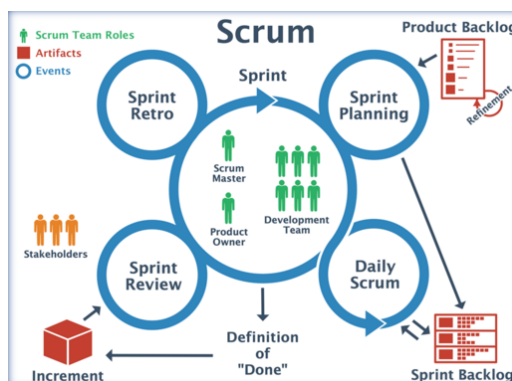 Scrum
Scrum Team Roles
Artifacts
Events
Product Backlog
Refinement
Sprint
Sprint
Retro
Sprint
Planning
Scrum
Master
Product
Owner
Development
Team
Stakeholders
Sprint
Review
Daily
Scrum
Increment
Definition
of
"Done"
Sprint Backlog